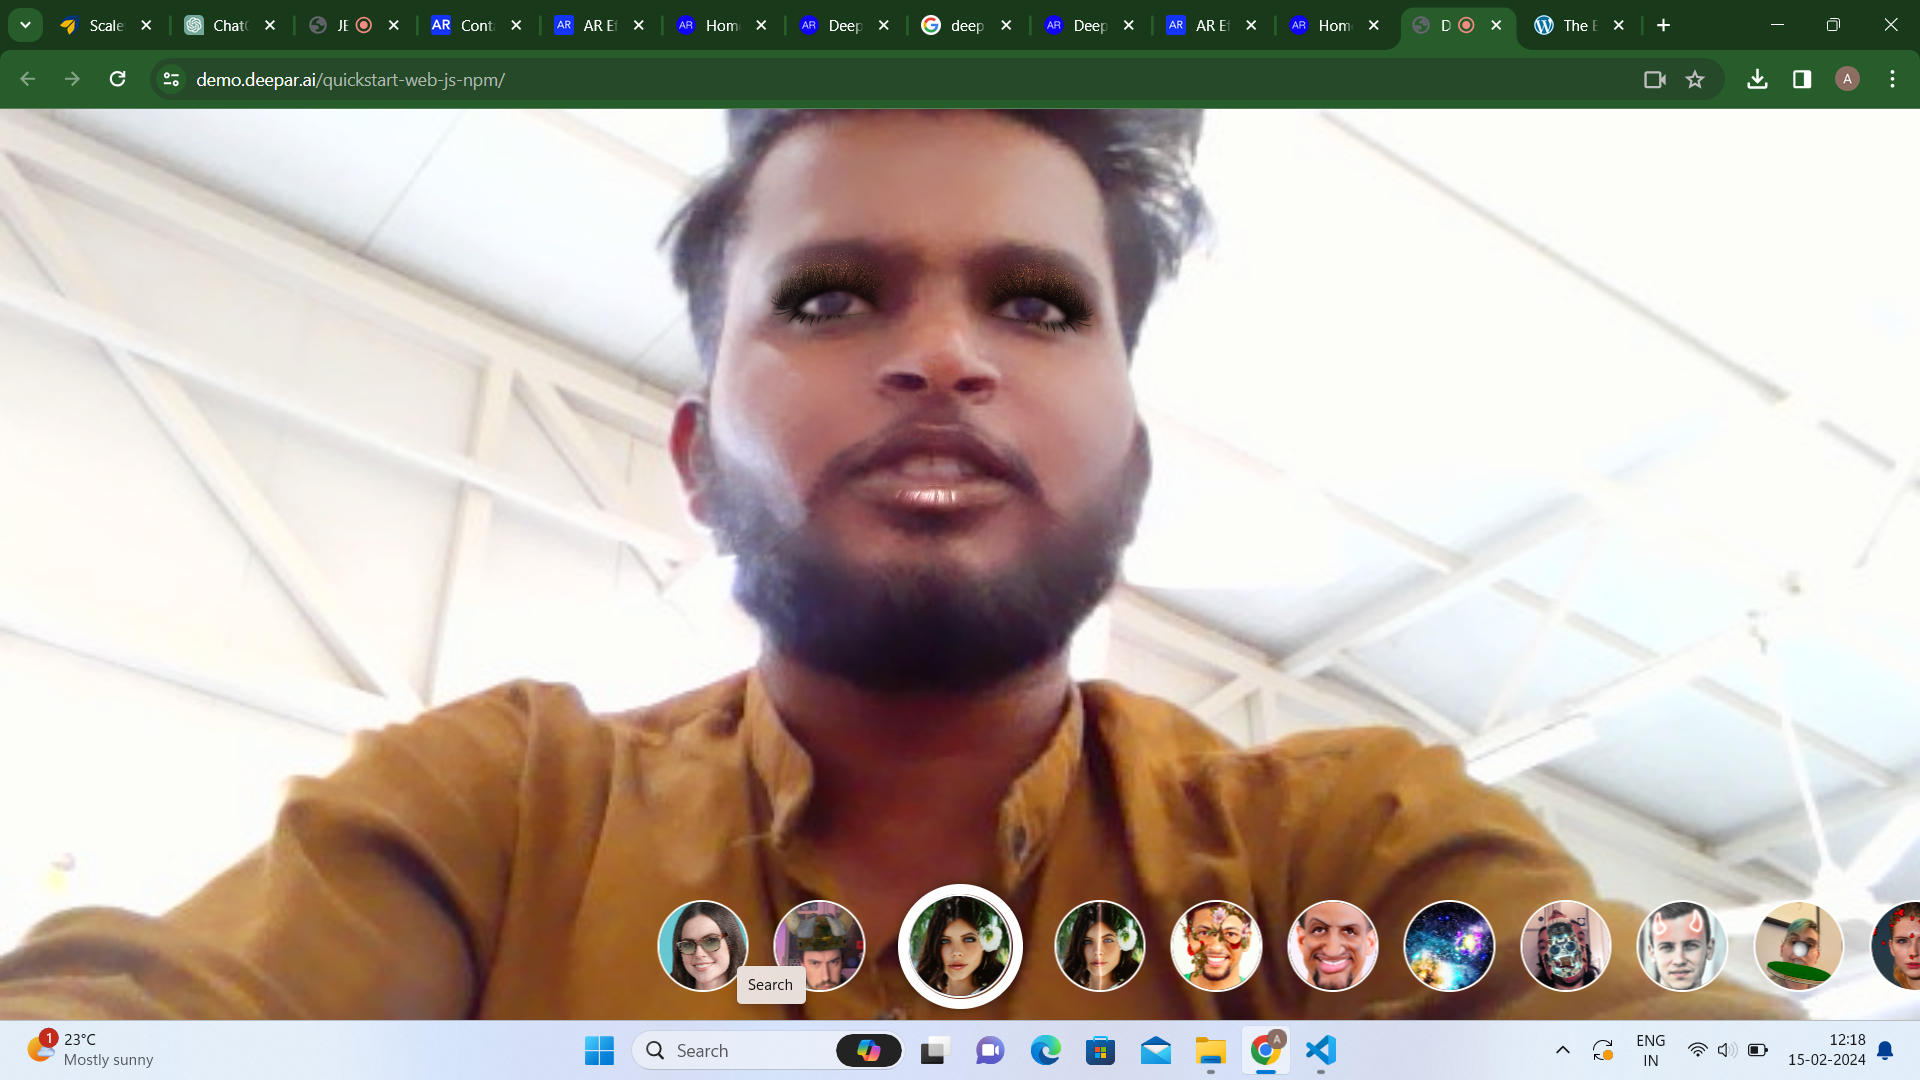 Scale
Chat
JE
AR Cont
AR AR Ef
AR Hom
AR Deep
deep
AR Deep
AR AR Ef
AR Hom
D
The E
demo.deepar.ai/quickstart-web-js-npm/
A
Search
1 23°C
Mostly sunny
Search
A
ENG
IN
12:18
15-02-2024